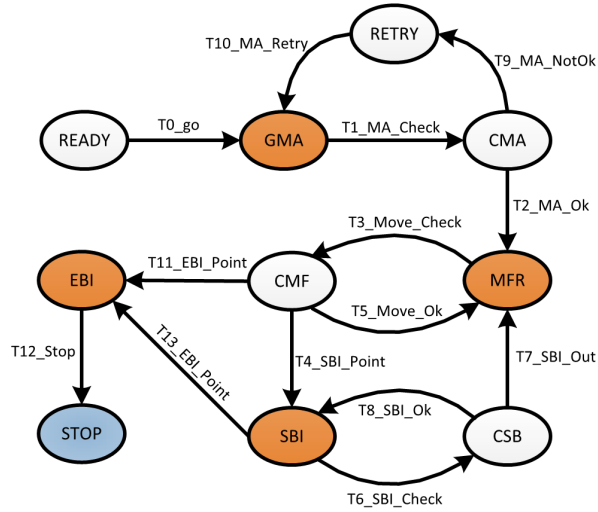 RETRY
T10_MA_Retry
T9_MA_NotOk
READY
T0_go
GMA
T1_MA_Check
CMA
T2_MA_Ok
T3_Move_Check
T11_EBI_Point
EBI
CMF
MFR
T5_Move_Ok
T12_Stop
T13_EBI_Point
T4_SBI_Point
T7_SBI_Out
T8_SBI_Ok
STOP
SBI
CSB
T6_SBI_Check